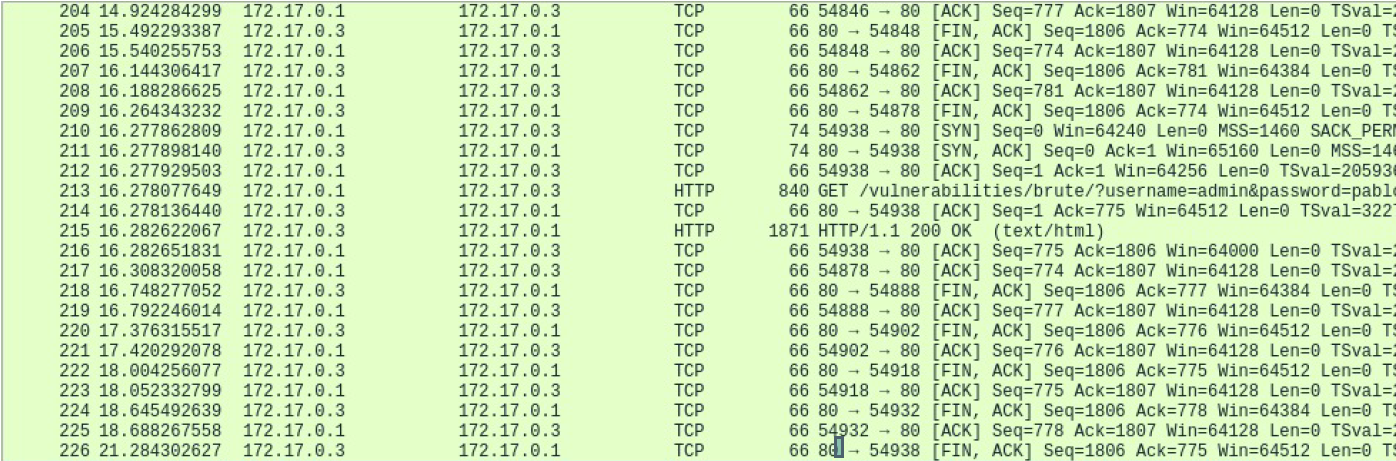 204 14.924284299 172.17.0.1 172.17.0.3 TCP 66 54846 → 80 [ACK] Seq=777 Ack=1807 Win=64128 Len=0 TSval=2
205 15.492293387 172.17.0.3 172.17.0.1 TCP 66 80 → 54848 [FIN, ACK] Seq=1806 Ack=774 Win=64512 Len=0 TS
206 15.540255753 172.17.0.1 172.17.0.3 TCP 66 54848 → 80 [ACK] Seq=774 Ack=1807 Win=64128 Len=0 TSval=2
207 16.144306417 172.17.0.3 172.17.0.1 TCP 66 80 → 54862 [FIN, ACK] Seq=1806 Ack=781 Win=64384 Len=0 TS
208 16.188286625 172.17.0.1 172.17.0.3 TCP 66 54862 → 80 [ACK] Seq=781 Ack=1807 Win=64128 Len=0 TSval=2
209 16.264343232 172.17.0.3 172.17.0.1 TCP 66 80 → 54878 [FIN, ACK] Seq=1806 Ack=774 Win=64512 Len=0 TS
210 16.277862809 172.17.0.1 172.17.0.3 TCP 74 54938 → 80 [SYN] Seq=0 Win=64240 Len=0 MSS=1460 SACK_PERM
211 16.277898140 172.17.0.3 172.17.0.1 TCP 74 80 → 54938 [SYN, ACK] Seq=0 Ack=1 Win=65160 Len=0 MSS=146
212 16.277929503 172.17.0.1 172.17.0.3 TCP 66 54938 → 80 [ACK] Seq=1 Ack=1 Win=64256 Len=0 TSval=205936
213 16.278077649 172.17.0.1 172.17.0.3 HTTP 840 GET /vulnerabilities/brute/?username=admin&password=pablo
214 16.278136440 172.17.0.3 172.17.0.1 TCP 66 80 → 54938 [ACK] Seq=1 Ack=775 Win=64512 Len=0 TSval=322
215 16.282622067 172.17.0.3 172.17.0.1 HTTP 1871 HTTP/1.1 200 OK (text/html)
216 16.282651831 172.17.0.1 172.17.0.3 TCP 66 54938 → 80 [ACK] Seq=775 Ack=1806 Win=64000 Len=0 TSval=2
217 16.308320058 172.17.0.1 172.17.0.3 TCP 66 54878 → 80 [ACK] Seq=774 Ack=1807 Win=64128 Len=0 TSval=2
218 16.748277052 172.17.0.3 172.17.0.1 TCP 66 80 → 54888 [FIN, ACK] Seq=1806 Ack=777 Win=64384 Len=0 TS
219 16.792246014 172.17.0.1 172.17.0.3 TCP 66 54888 → 80 [ACK] Seq=777 Ack=1807 Win=64128 Len=0 TSval=2
220 17.376315517 172.17.0.3 172.17.0.1 TCP 66 80 → 54902 [FIN, ACK] Seq=1806 Ack=776 Win=64512 Len=0 TS
221 17.420292078 172.17.0.1 172.17.0.3 TCP 66 54902 → 80 [ACK] Seq=776 Ack=1807 Win=64128 Len=0 TSval=2
222 18.004256077 172.17.0.3 172.17.0.1 TCP 66 80 → 54918 [FIN, ACK] Seq=1806 Ack=775 Win=64512 Len=0 TS
223 18.052332799 172.17.0.1 172.17.0.3 TCP 66 54918 → 80 [ACK] Seq=775 Ack=1807 Win=64128 Len=0 TSval=2
224 18.645492639 172.17.0.3 172.17.0.1 TCP 66 80 → 54932 [FIN, ACK] Seq=1806 Ack=778 Win=64384 Len=0 TS
225 18.688267558 172.17.0.1 172.17.0.3 TCP 66 54932 → 80 [ACK] Seq=778 Ack=1807 Win=64128 Len=0 TSval=2
226 21.284302627 172.17.0.3 172.17.0.1 TCP 66 80 → 54938 [FIN, ACK] Seq=1806 Ack=775 Win=64512 Len=0 TS